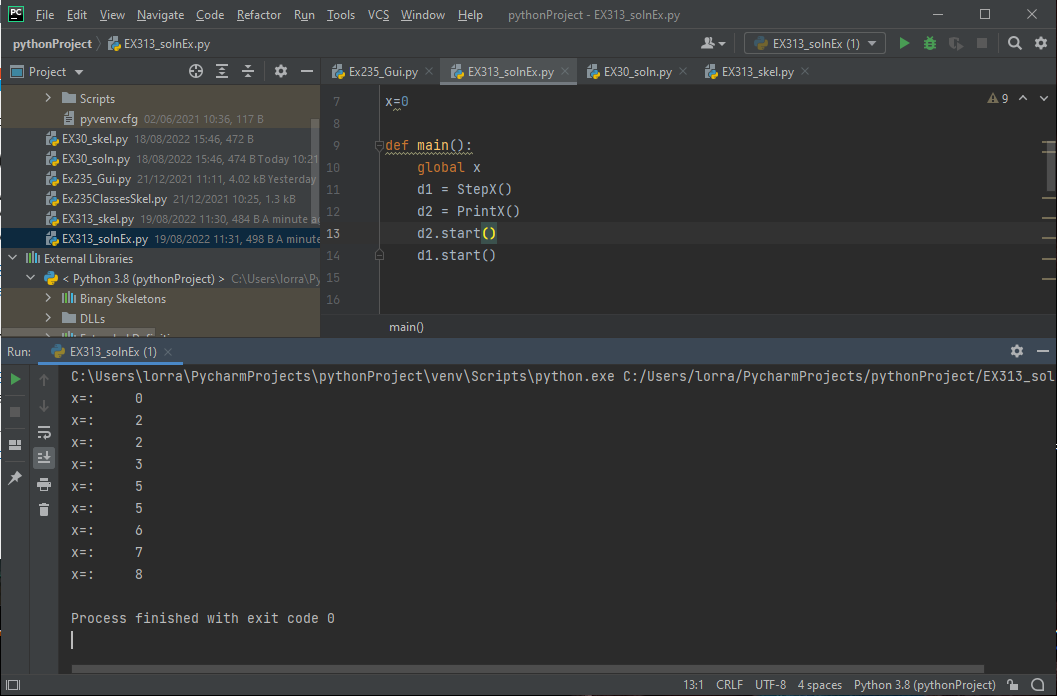 PC File Edit View Navigate Code Refactor Run Tools VCS Window Help pythonProject - EX313_solnEx.py
pythonProject EX313_solnEx.py EX313_solnEx (1)
Project Ex235_Gui.py EX313_solnEx.py EX30_soln.py EX313_skel.py
Scripts
pyvenv.cfg 02/06/2021 10:36, 117 B
EX30_skel.py 18/08/2022 15:46, 472 B
EX30_soln.py 18/08/2022 15:46, 474 B Today 10:21
Ex235_Gui.py 21/12/2021 11:11, 4.02 kB Yesterday
Ex235ClassesSkel.py 21/12/2021 10:25, 1.3 kB
EX313_skel.py 19/08/2022 11:30, 484 B A minute
EX313_solnEx.py 19/08/2022 11:31, 498 B A minute
External Libraries
< Python 3.8 (pythonProject) > C:\Users\lorra\Py
Binary Skeletons
DLLs
7 x=0
9
8
9 def main():
10 global x
11 d1 = StepX()
12 d2 = PrintX()
13 d2.start()
14 d1.start()
15
16
main()
Run: EX313_solnEx (1)
C:\Users\lorra\PycharmProjects\pythonProject\venv\Scripts\python.exe C:/Users/lorra/PycharmProjects/pythonProject/EX313_sol
x=: 0
x=: 2
x=: 2
x=: 3
x=: 5
x=: 5
x=: 6
x=: 7
x=: 8
Process finished with exit code 0
13:1 CRLF UTF-8 4 spaces Python 3.8 (pythonProject)